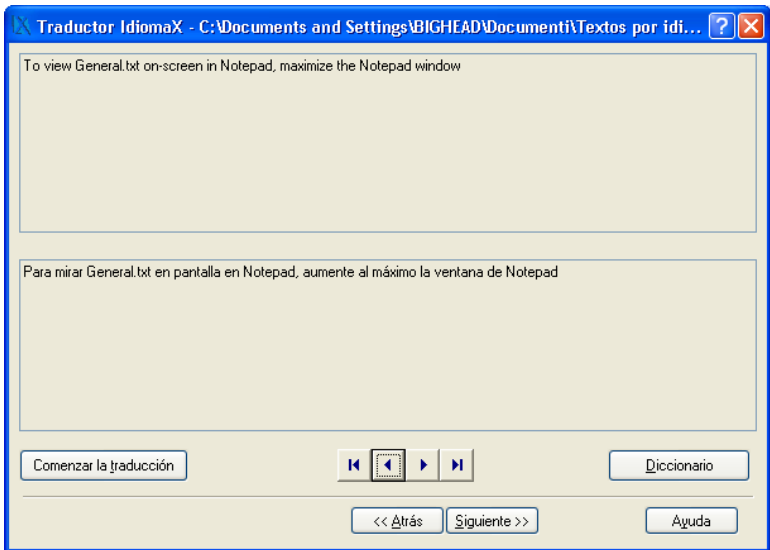 Traductor IdiomaX - C:\Documents and Settings\BIGHEAD\Documenti\Textos por idi...
To view General.txt on-screen in Notepad, maximize the Notepad window
Para mirar General.txt en pantalla en Notepad, aumente al máximo la ventana de Notepad
Comenzar la traducción
Diccionario
<< Atrás
Siguiente >>
Ayuda